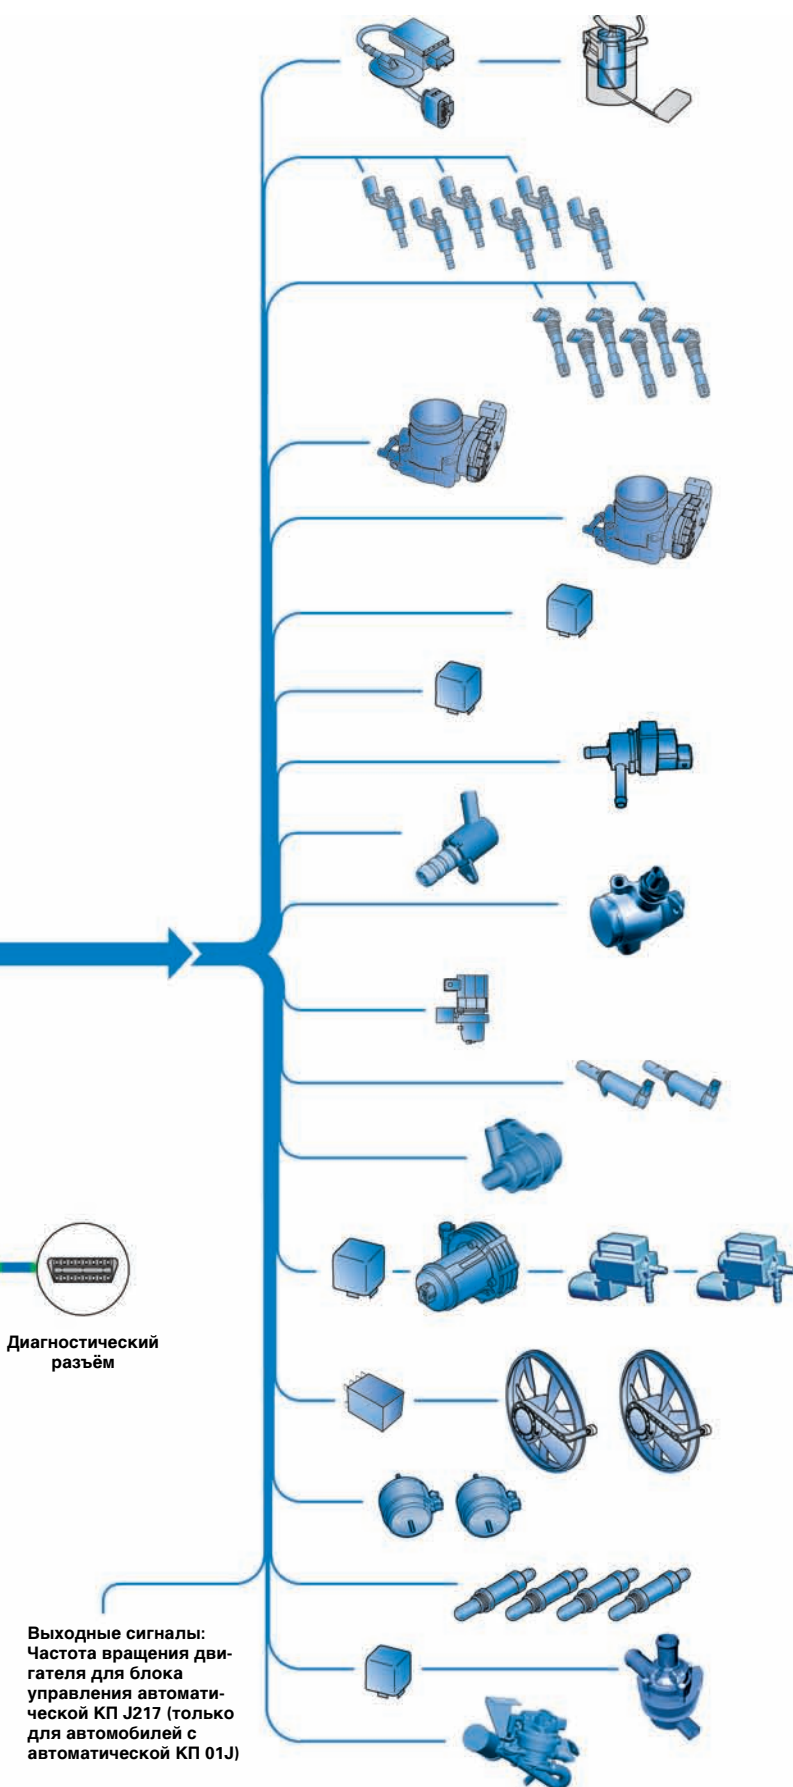 Диагностический
разъём
Выходные сигналы:
Частота вращения дви-
гателя для блока
управления автомати-
ческой КП J217 (только
для автомобилей с
автоматической КП 01J)